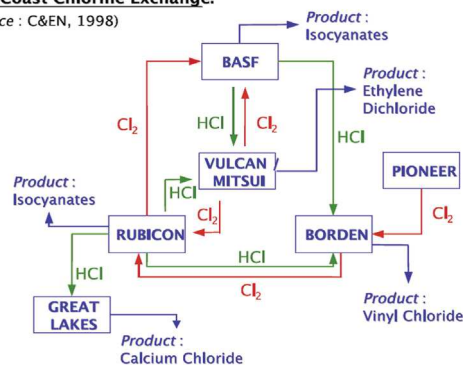 Coast Chlorine Exchange.
ce : C&EN, 1998)
Product :
Isocyanates
BASF
Product :
Ethylene
Dichloride
Cl2
HCl
Cl2
HCl
VULCAN /
MITSUI
PIONEER
Product :
Isocyanates
HCl
Cl2
Cl2
RUBICON
BORDEN
HCl
HCl
Cl2
GREAT
LAKES
Product :
Vinyl Chloride
Product :
Calcium Chloride